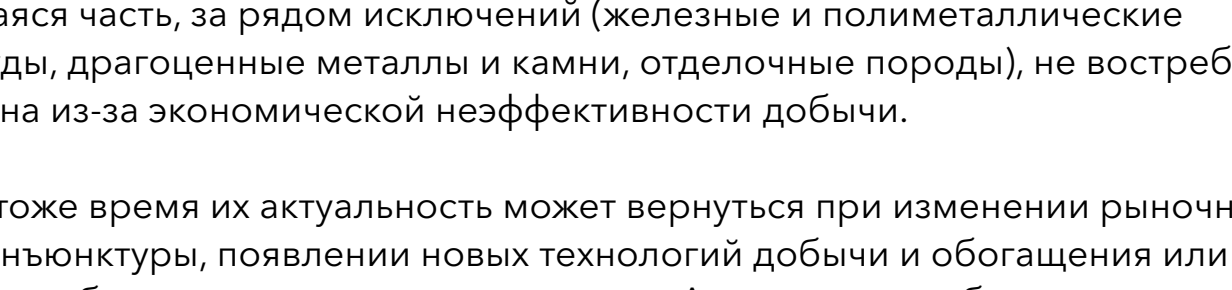 аяся часть, за рядом исключений (железные и полиметаллические
ды, драгоценные металлы и камни, отделочные породы), не востреб
на из-за экономической неэффективности добычи.
тоже время их актуальность может вернуться при изменении рыночн
нъюнктуры, появлении новых технологий добычи и обогащения или